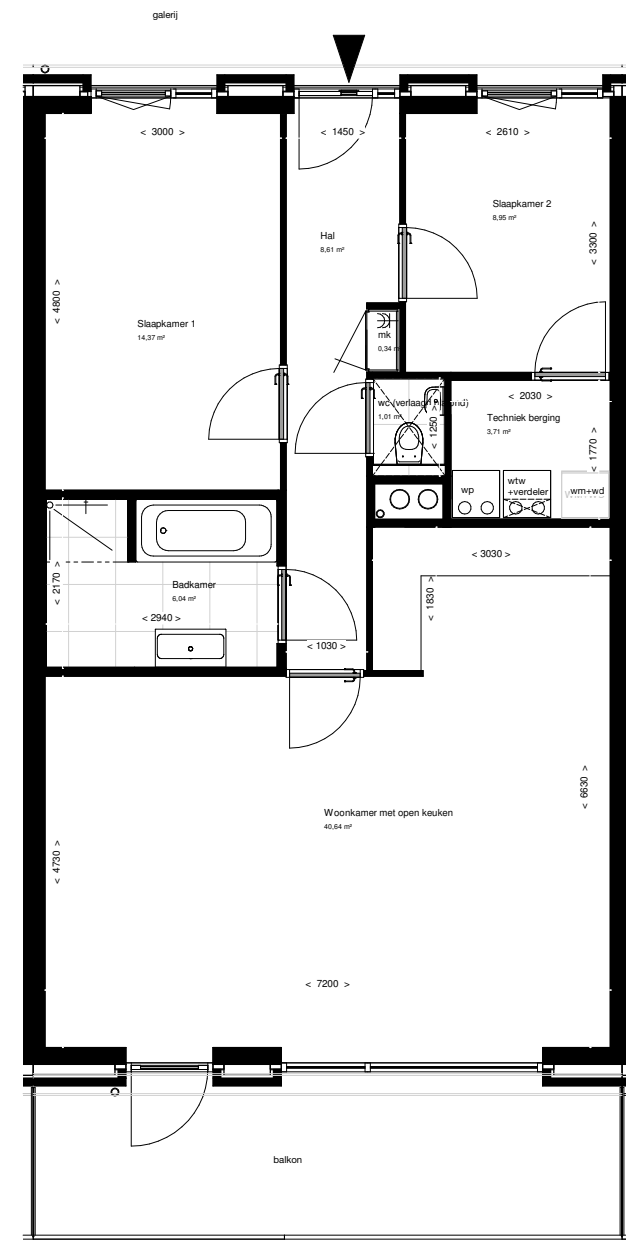 galerij
< 3000 >
< 1450 >
< 2610 >
Slaapkamer 2
8,95 m²
< 3300 >
Hal
8,61 m²
< 4800 >
Slaapkamer 1
14,37 m²
mk
0,34 m
wc (verlaagd
1,01 m²
< 1250 >
< 2030 >
Techniek berging
3,71 m²
< 1770 >
wp
wtw
+verdeler
wm+wd
< 3030 >
< 2170 >
Badkamer
6,04 m²
< 2940 >
< 1830 >
< 1030 >
Woonkamer met open keuken
40,64 m²
< 6630 >
< 4730 >
< 7200 >
balkon